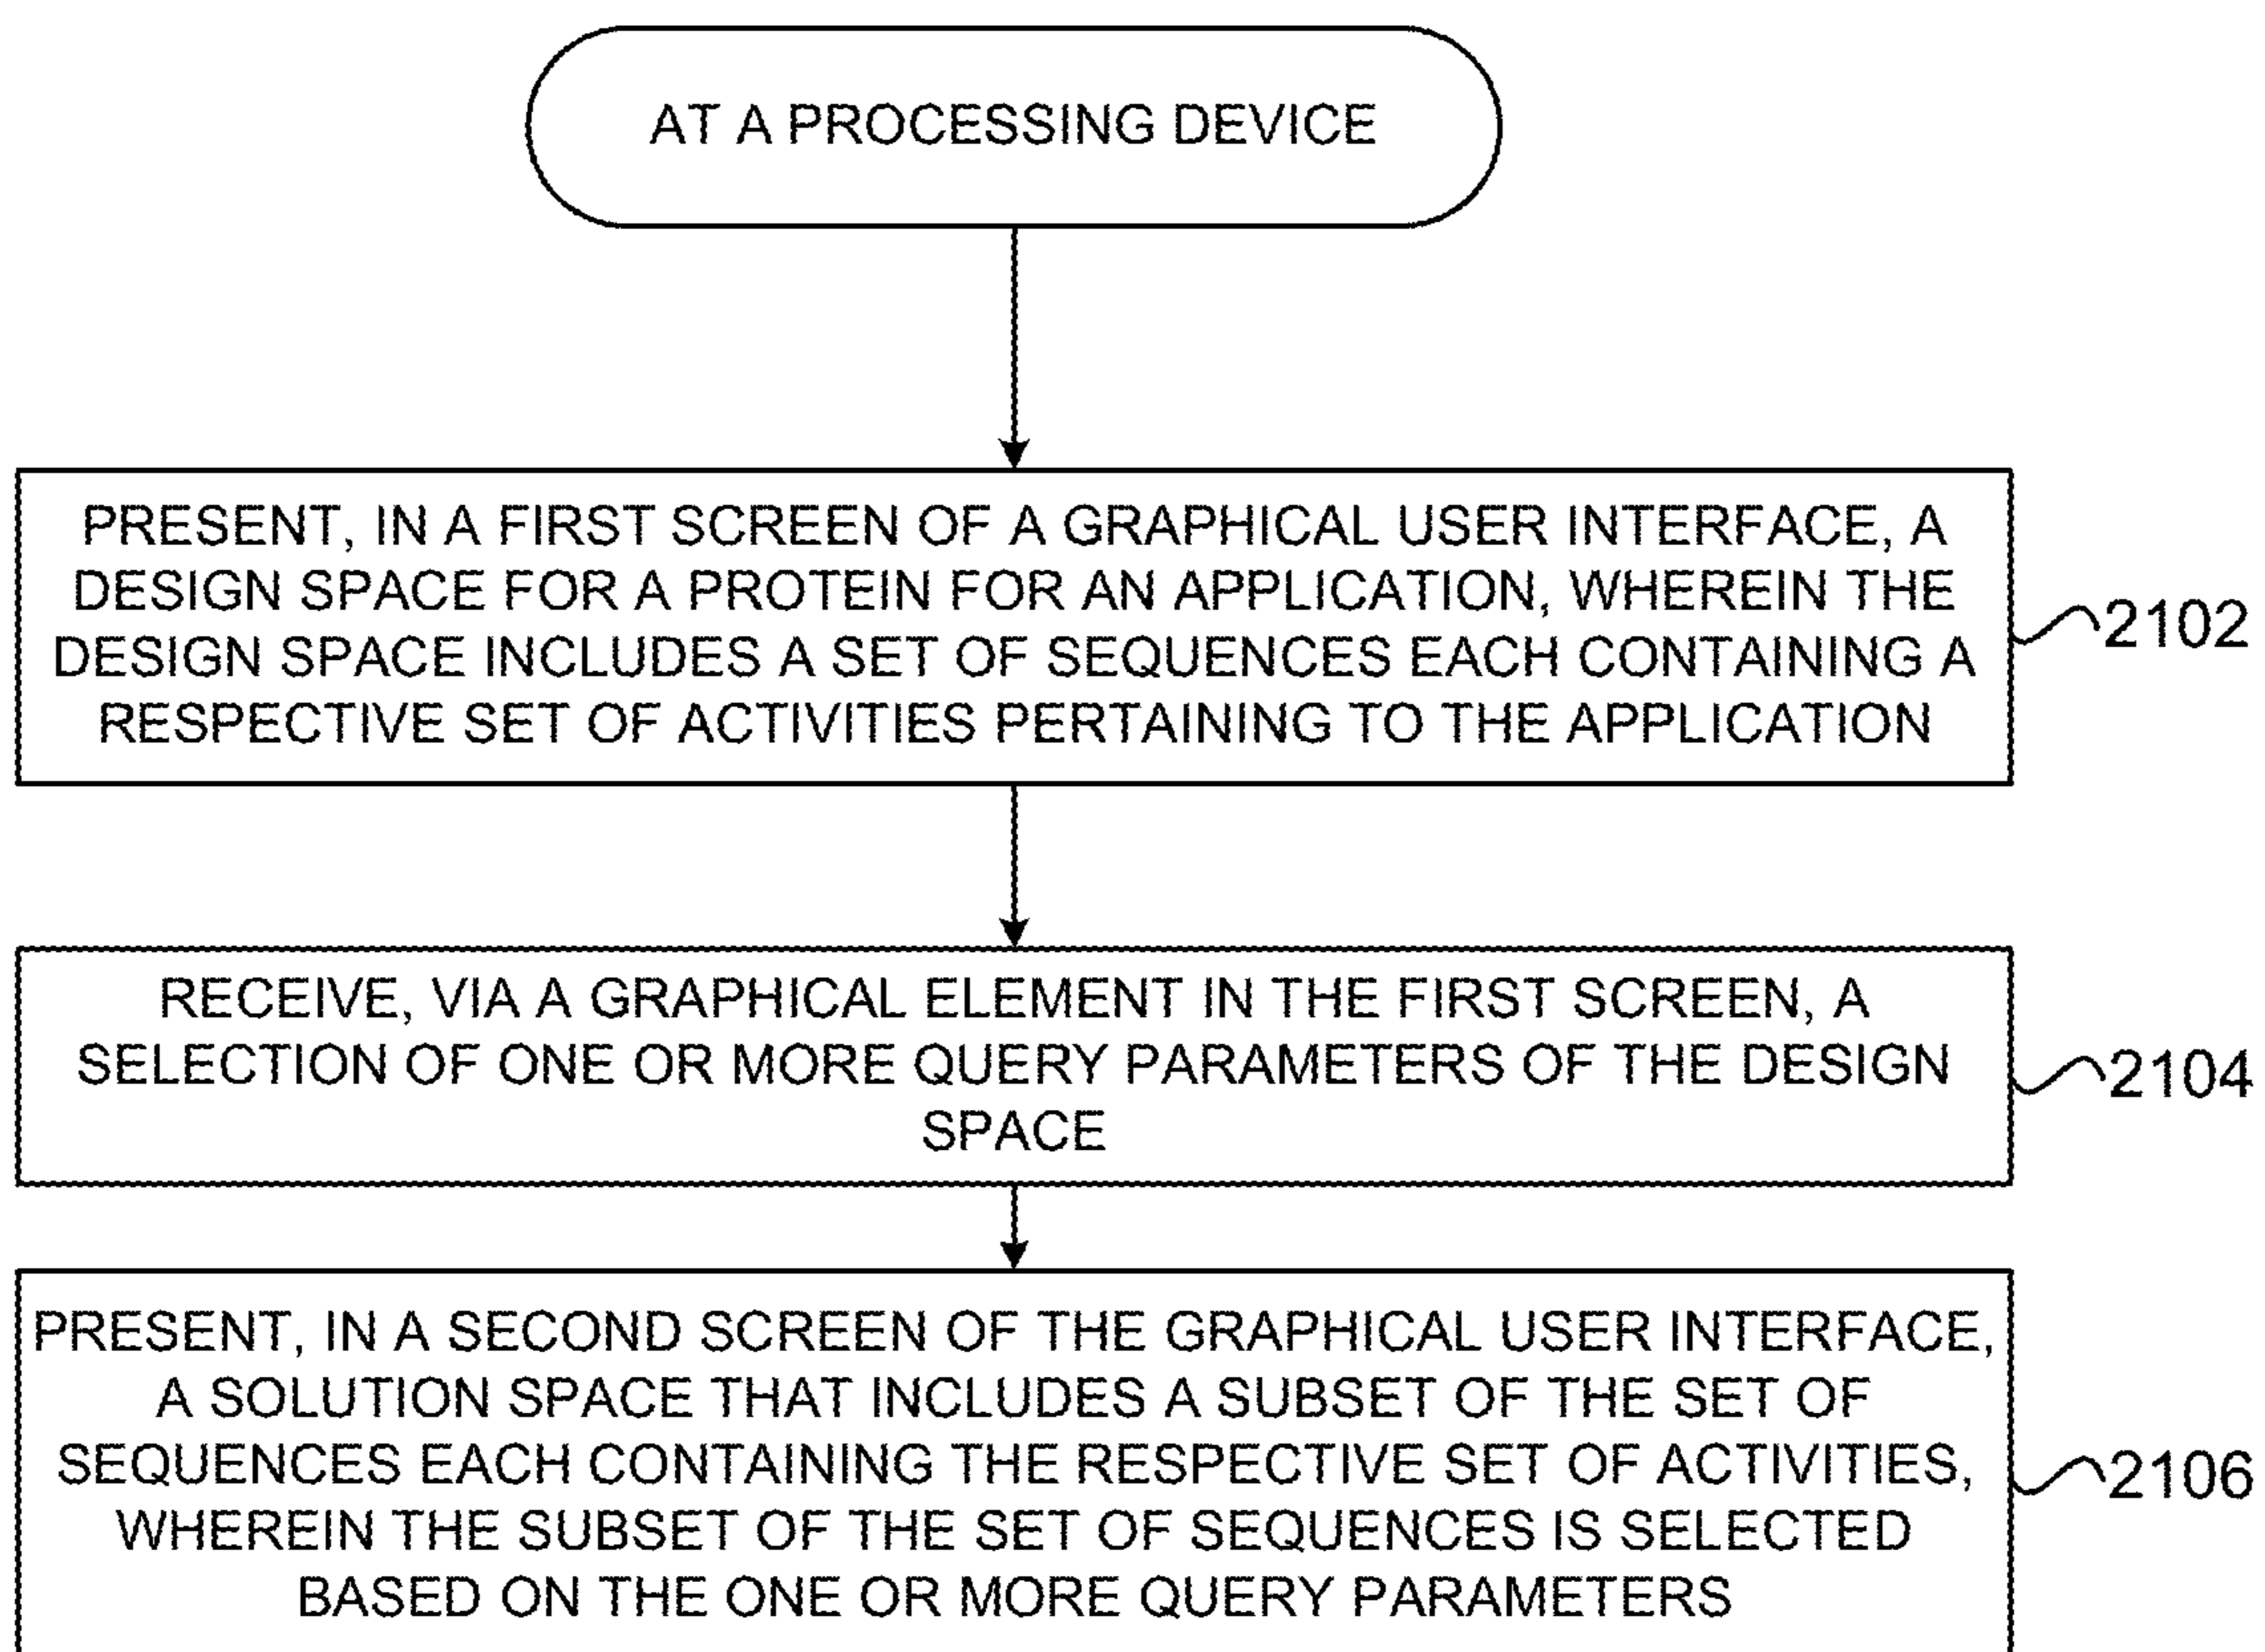 AT A PROCESSING DEVICE
PRESENT, IN A FIRST SCREEN OF A GRAPHICAL USER INTERFACE, A
DESIGN SPACE FOR A PROTEIN FOR AN APPLICATION, WHEREIN THE
DESIGN SPACE INCLUDES A SET OF SEQUENCES EACH CONTAINING A
RESPECTIVE SET OF ACTIVITIES PERTAINING TO THE APPLICATION
2102
RECEIVE, VIA A GRAPHICAL ELEMENT IN THE FIRST SCREEN, A
SELECTION OF ONE OR MORE QUERY PARAMETERS OF THE DESIGN
SPACE
2104
PRESENT, IN A SECOND SCREEN OF THE GRAPHICAL USER INTERFACE,
A SOLUTION SPACE THAT INCLUDES A SUBSET OF THE SET OF
SEQUENCES EACH CONTAINING THE RESPECTIVE SET OF ACTIVITIES,
WHEREIN THE SUBSET OF THE SET OF SEQUENCES IS SELECTED
BASED ON THE ONE OR MORE QUERY PARAMETERS
2106